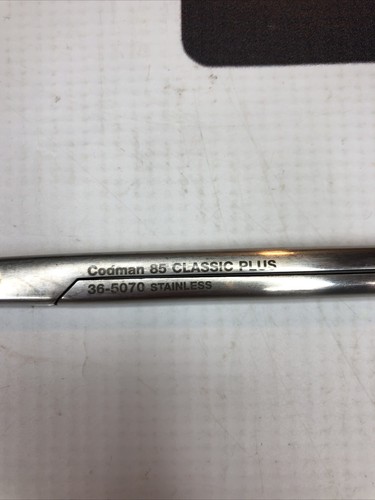 Codman 85 CLASSIC PLUS
36-5070 STAINLESS